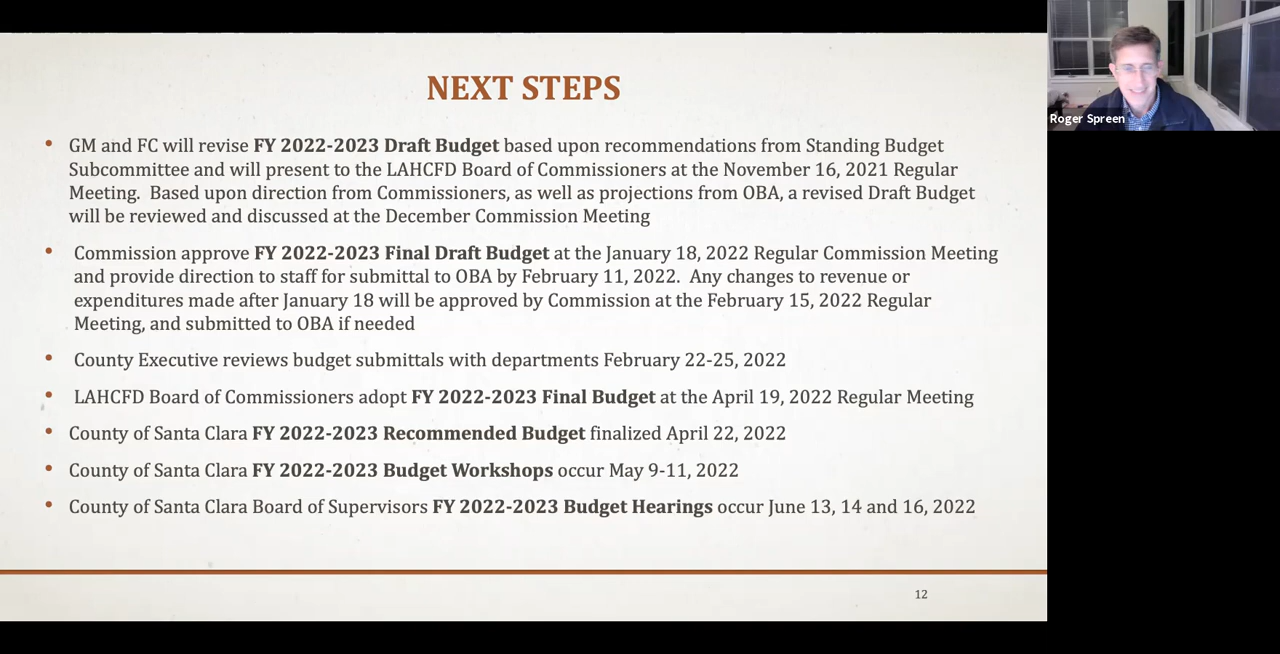 NEXT STEPS
• GM and FC will revise FY 2022-2023 Draft Budget based upon recommendations from Standing Budget
Subcommittee and will present to the LAHCFD Board of Commissioners at the November 16, 2021 Regular
Meeting.  Based upon direction from Commissioners, as well as projections from OBA, a revised Draft Budget
will be reviewed and discussed at the December Commission Meeting
• Commission approve FY 2022-2023 Final Draft Budget at the January 18, 2022 Regular Commission Meeting
and provide direction to staff for submittal to OBA by February 11, 2022.  Any changes to revenue or
expenditures made after January 18 will be approved by Commission at the February 15, 2022 Regular
Meeting, and submitted to OBA if needed
• County Executive reviews budget submittals with departments February 22-25, 2022
• LAHCFD Board of Commissioners adopt FY 2022-2023 Final Budget at the April 19, 2022 Regular Meeting
• County of Santa Clara FY 2022-2023 Recommended Budget finalized April 22, 2022
• County of Santa Clara FY 2022-2023 Budget Workshops occur May 9-11, 2022
• County of Santa Clara Board of Supervisors FY 2022-2023 Budget Hearings occur June 13, 14 and 16, 2022
12
Roger Spreen